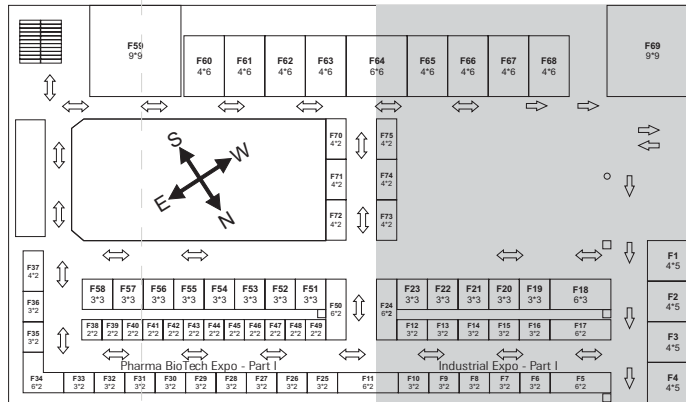 F59
9*9
F60
4*6
F61
4*6
F62
4*6
F63
4*6
F64
6*6
F65
4*6
F66
4*6
F67
4*6
F68
4*6
F69
9*9
F70
4*2
F75
4*2
S
W
E
N
F71
4*2
F74
4*2
F72
4*2
F73
4*2
F37
4*2
F36
3*2
F35
3*2
F58
3*3
F57
3*3
F56
3*3
F55
3*3
F54
3*3
F53
3*3
F52
3*3
F51
3*3
F50
6*2
F24
6*2
F23
3*3
F22
3*3
F21
3*3
F20
3*3
F19
3*3
F18
6*3
F1
4*5
F2
4*5
F3
4*5
F4
4*5
F38
2*2
F39
2*2
F40
2*2
F41
2*2
F42
2*2
F43
2*2
F44
2*2
F45
2*2
F46
2*2
F47
2*2
F48
2*2
F49
2*2
F12
3*2
F13
3*2
F14
3*2
F15
3*2
F16
3*2
F17
6*2
Pharma BioTech Expo - Part I
Industrial Expo - Part I
F34
6*2
F33
3*2
F32
3*2
F31
3*2
F30
3*2
F29
3*2
F28
3*2
F27
3*2
F26
3*2
F25
3*2
F11
6*2
F10
3*2
F9
3*2
F8
3*2
F7
3*2
F6
3*2
F5
6*2